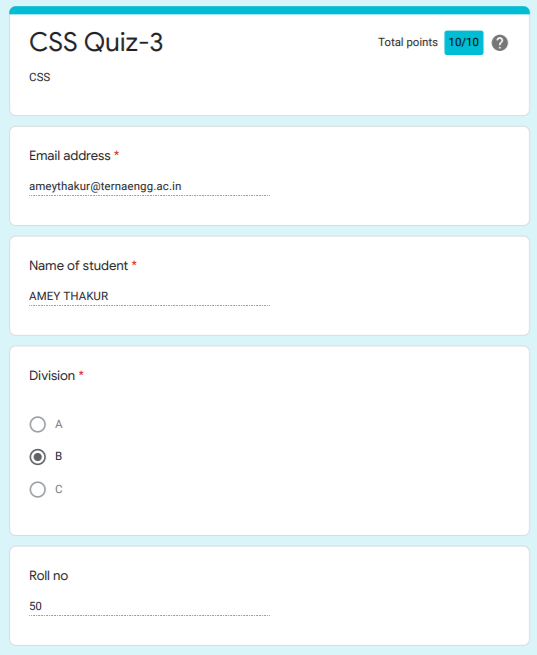 CSS Quiz-3
Total points 10/10 ?
CSS
Email address *
ameythakur@ternaengg.ac.in
Name of student *
AMEY THAKUR
Division *
A
B
C
Roll no
50